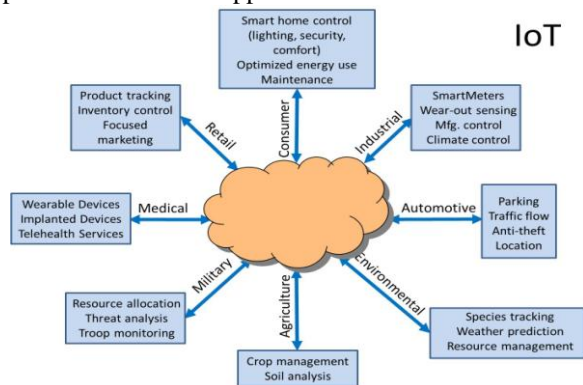 IoT
Smart home control
(lighting, security,
comfort)
Optimized energy use
Maintenance
Consumer
Product tracking
Inventory control
Focused
marketing
Retail
SmartMeters
Wear-out sensing
Mfg. control
Climate control
Industrial
Wearable Devices
Implanted Devices
Telehealth Services
Medical
Automotive
Parking
Traffic flow
Anti-theft
Location
Resource allocation
Threat analysis
Troop monitoring
Military
Agriculture
Crop management
Soil analysis
Environmental
Species tracking
Weather prediction
Resource management